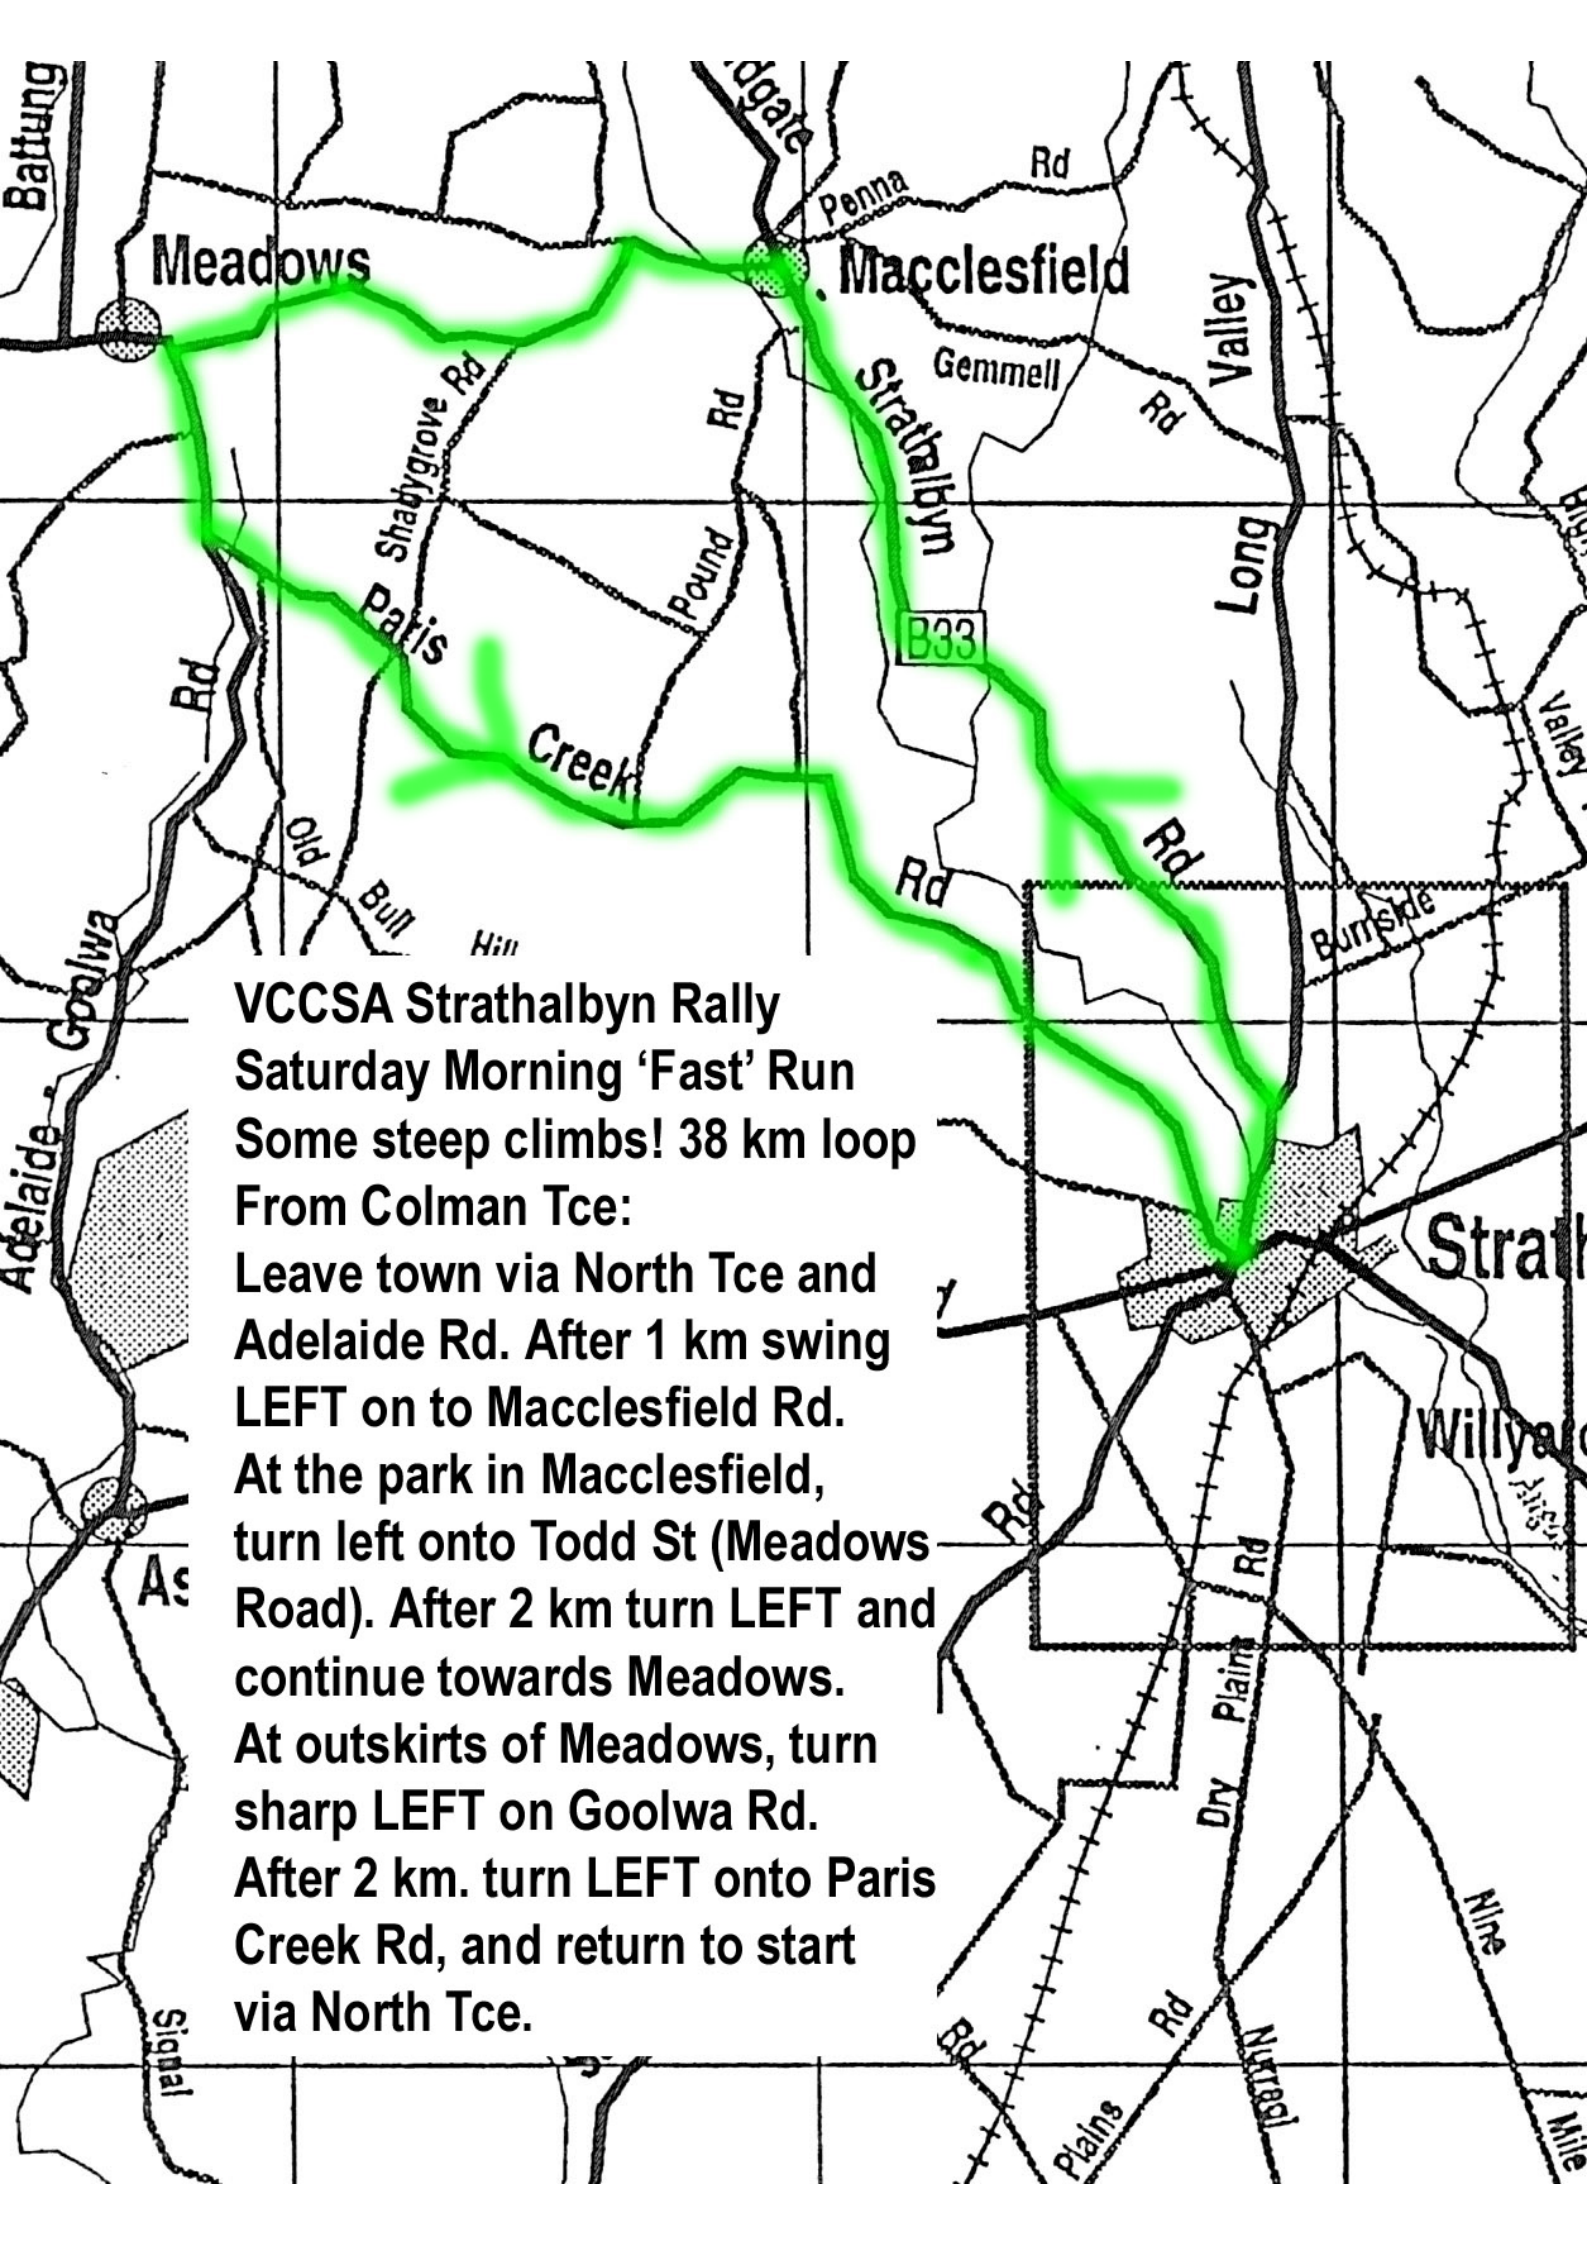 Battung
dgate
Penna
Rd
Meadows
Macclesfield
Valley
Gemmell
Rd
Shadygrove Rd
Rd
Strathalbyn
Pound
Long
Paris
B33
Rd
Creek
Valley
Rd
Old
Bull
Hill
Rd
Burnside
Goolwa
Adelaide
VCCSA Strathalbyn Rally
Saturday Morning ‘Fast’ Run
Some steep climbs! 38 km loop
From Colman Tce:
Leave town via North Tce and
Adelaide Rd. After 1 km swing
LEFT on to Macclesfield Rd.
At the park in Macclesfield,
turn left onto Todd St (Meadows
Road). After 2 km turn LEFT and
continue towards Meadows.
At outskirts of Meadows, turn
sharp LEFT on Goolwa Rd.
After 2 km. turn LEFT onto Paris
Creek Rd, and return to start
via North Tce.
Strath
Rd
As
Rd
Plains
Dry
Nine
Mile
Rd
Plains
Rd
Signal